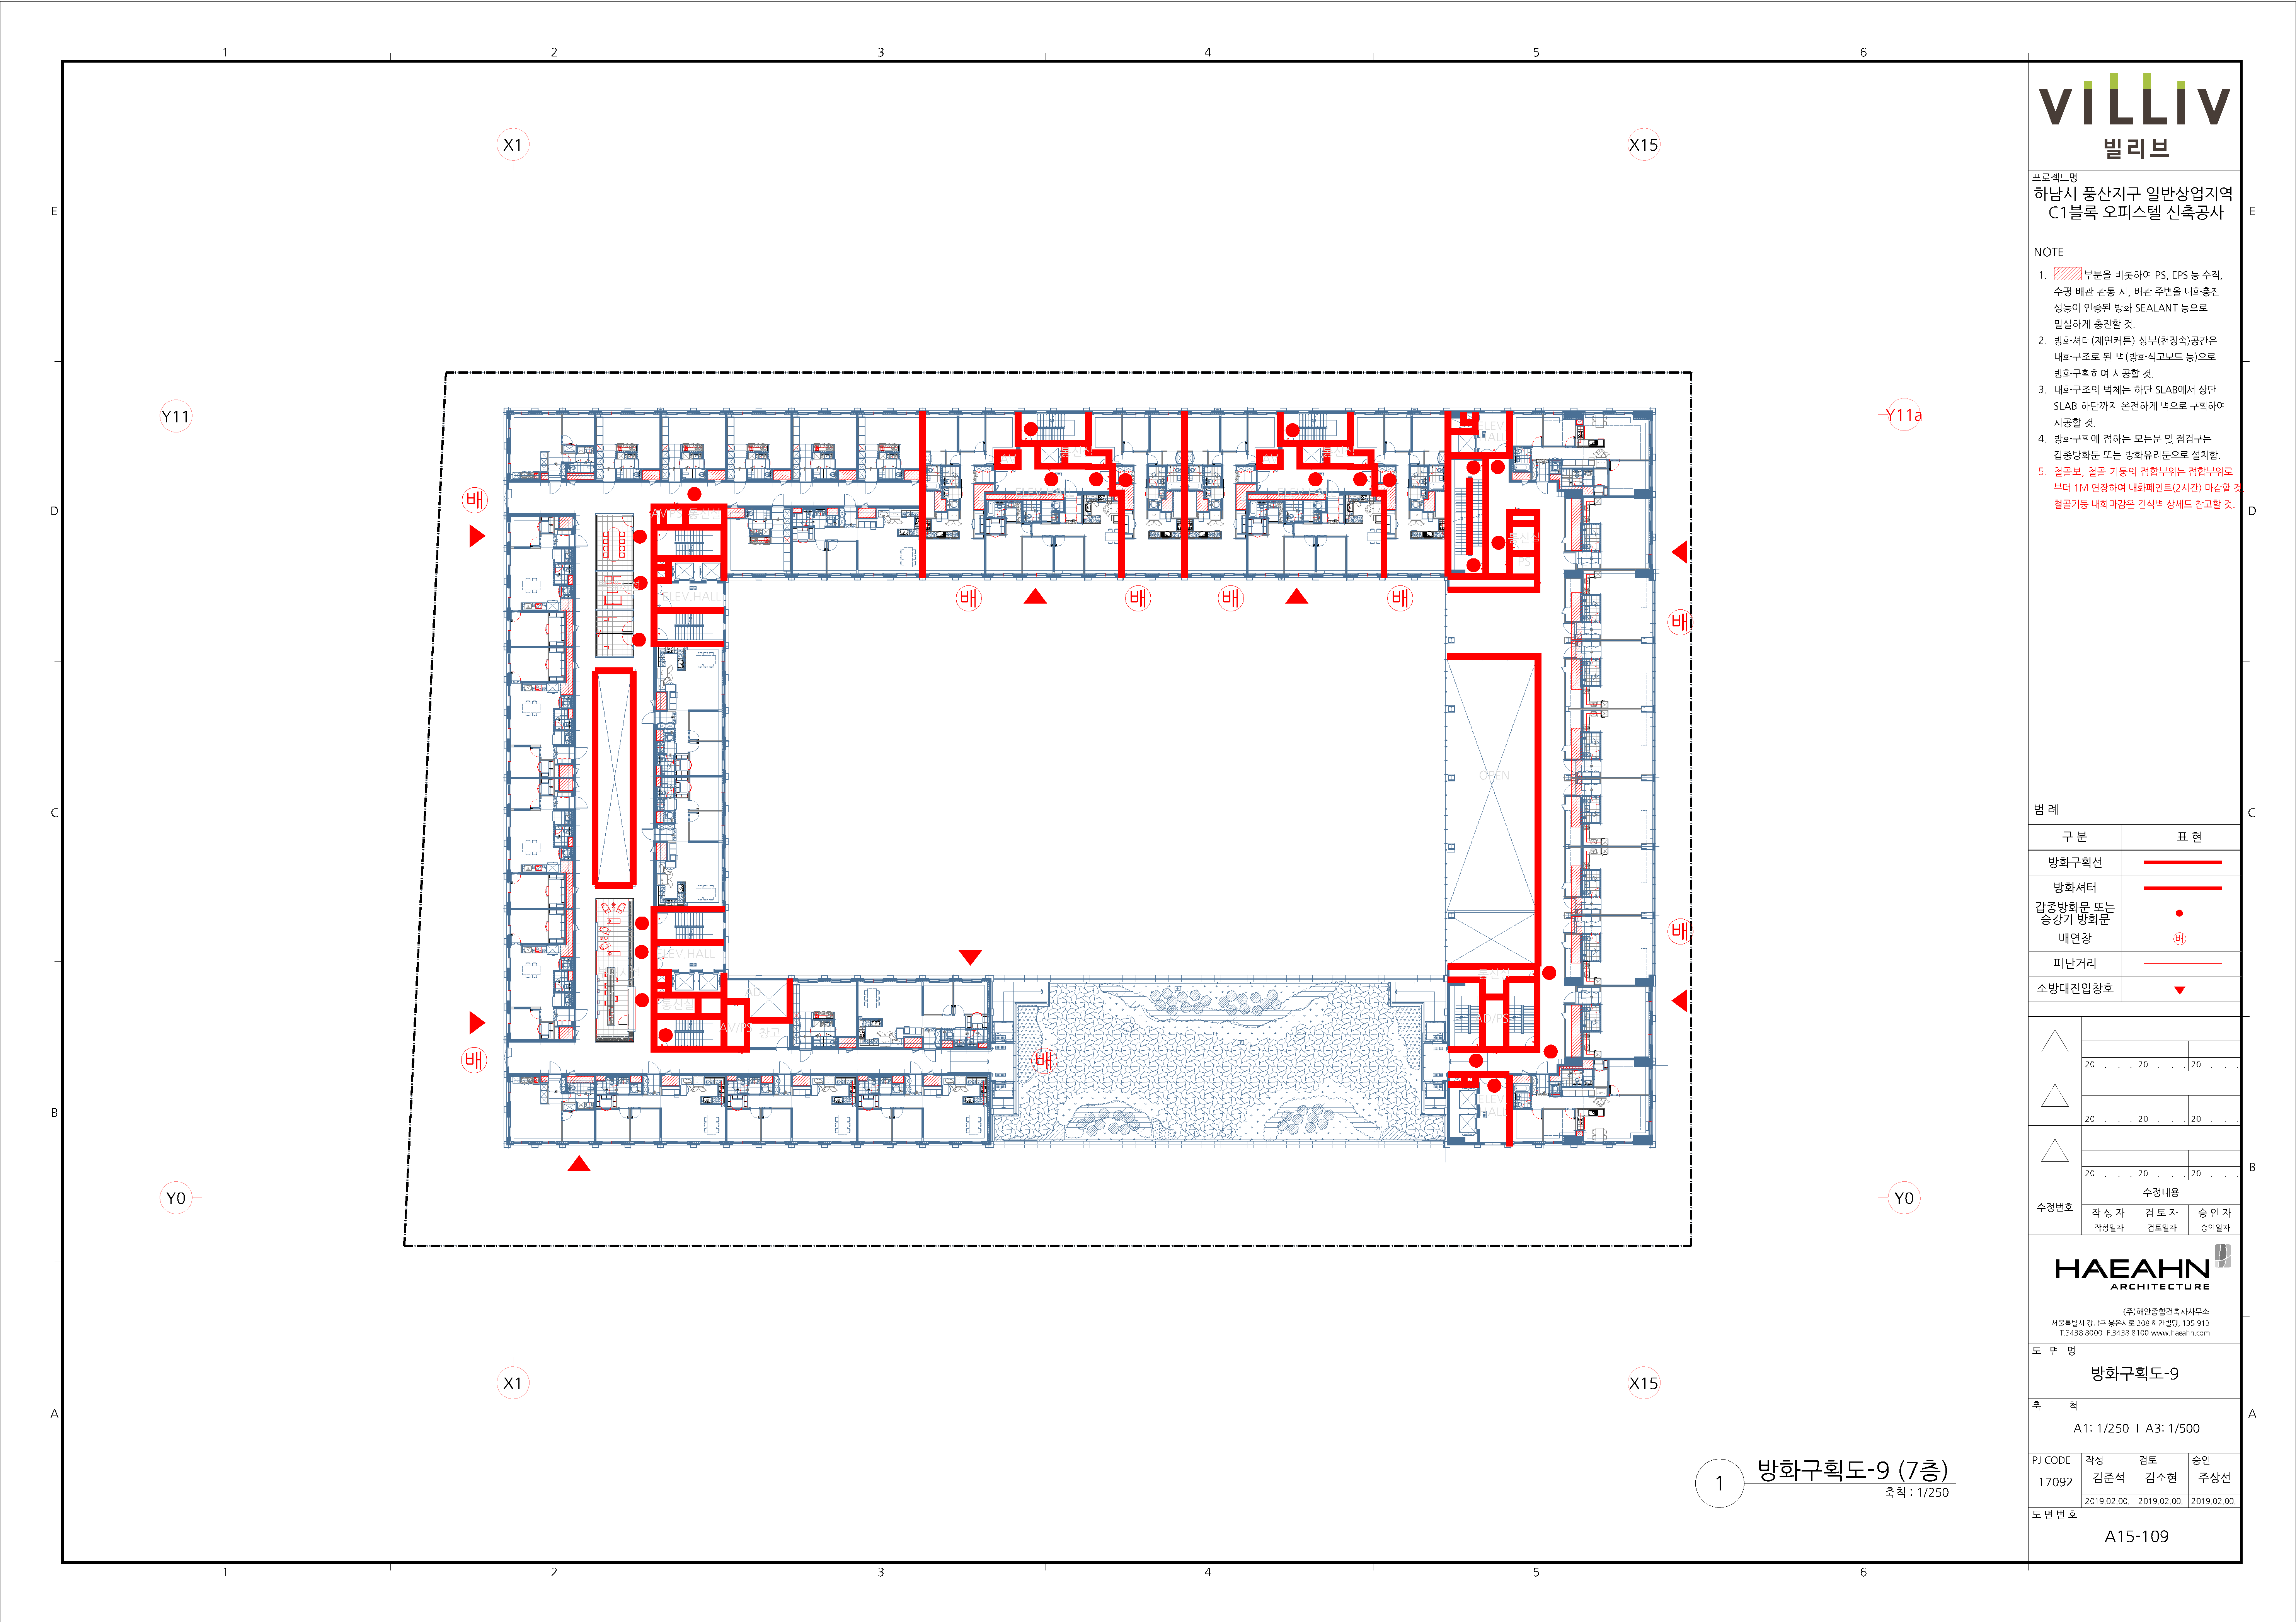 1 2 3 4 5 6
E
D
C
B
A
E
D
C
B
A
X1
X15
Y11
Y11a
Y0
Y0
X1
X15
배
배
배
배
배
배
배
배
배
ELEV.HALL
ELEV.HALL
OPEN
창고
AD/PS
VILLIV
빌리브
프로젝트명
하남시 풍산지구 일반상업지역
C1블록 오피스텔 신축공사
NOTE
1. 부분을 비롯하여 PS, EPS 등 수직,
수평 배관 관통 시, 배관 주변을 내화충전
성능이 인증된 방화 SEALANT 등으로
밀실하게 충진할 것.
2. 방화셔터(제연커튼) 상부(천장속)공간은
내화구조로 된 벽(방화석고보드 등)으로
방화구획하여 시공할 것.
3. 내화구조의 벽체는 하단 SLAB에서 상단
SLAB 하단까지 온전하게 벽으로 구획하여
시공할 것.
4. 방화구획에 접하는 모든문 및 점검구는
갑종방화문 또는 방화유리문으로 설치함.
5. 철골보, 철골 기둥의 접합부위는 접합부위로
부터 1M 연장하여 내화페인트(2시간) 마감할 것
철골기둥 내화마감은 건식벽 상세도 참고할 것.
범 례
구 분 표 현
방화구획선
방화셔터
갑종방화문 또는
승강기 방화문
배연창 배
피난거리
소방대진입창호
20 . . . 20 . . . 20 . . .
20 . . . 20 . . . 20 . . .
20 . . . 20 . . . 20 . . .
수정번호
수정내용
작 성 자 검 토 자 승 인 자
작성일자 검토일자 승인일자
HAEAHN
ARCHITECTURE
(주)해안종합건축사사무소
서울특별시 강남구 봉은사로 208 해안빌딩, 135-913
T.3438 8000 F.3438 8100 www.haeahn.com
도 면 명
방화구획도-9
축 척
A1: 1/250 I A3: 1/500
PJ CODE 작성 검토 승인
17092 김준석 김소현 주상선
2019.02.00. 2019.02.00. 2019.02.00.
도 면 번 호
A15-109
1 방화구획도-9 (7층)
축척 : 1/250
1 2 3 4 5 6